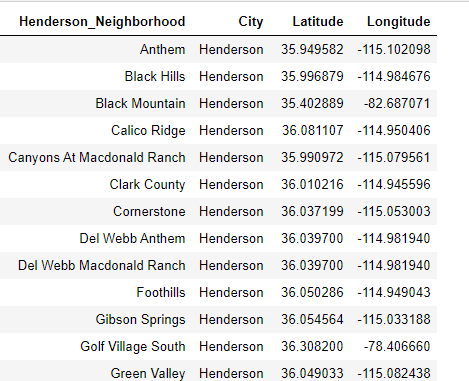 Henderson_Neighborhood City Latitude Longitude
Anthem Henderson 35.949582 -115.102098
Black Hills Henderson 35.996879 -114.984676
Black Mountain Henderson 35.402889 -82.687071
Calico Ridge Henderson 36.081107 -114.950406
Canyons At Macdonald Ranch Henderson 35.990972 -115.079561
Clark County Henderson 36.010216 -114.945596
Cornerstone Henderson 36.037199 -115.053003
Del Webb Anthem Henderson 36.039700 -114.981940
Del Webb Macdonald Ranch Henderson 36.039700 -114.981940
Foothills Henderson 36.050286 -114.949043
Gibson Springs Henderson 36.054564 -115.033188
Golf Village South Henderson 36.308200 -78.406660
Green Valley Henderson 36.049033 -115.082438